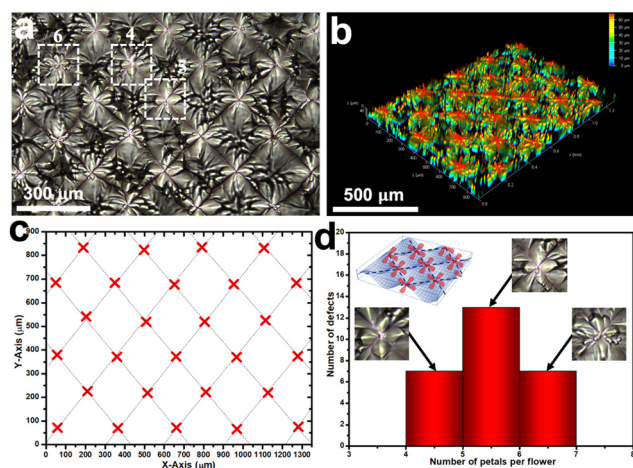 a
6
4
5
300 μm
b
500 μm
c
Y-Axis (μm)
900
800
700
600
500
400
300
200
100
0
0 100 200 300 400 500 600 700 800 900 1000 1100 1200 1300
X-Axis (μm)
d
Number of defects
20
18
16
14
12
10
8
6
4
2
0
3 4 5 6 7 8
Number of petals per flower